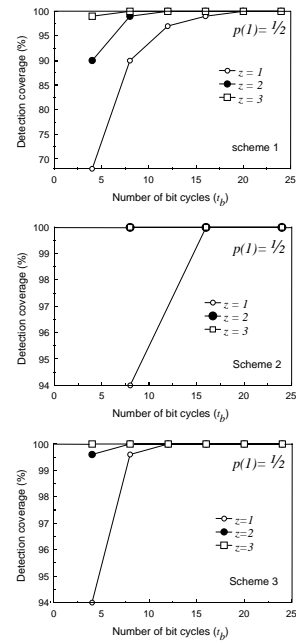 p(1)= ½
100
95
90
85
80
75
70
Detection coverage (%)
z = 1
z = 2
z = 3
scheme 1
0 5 10 15 20 25
Number of bit cycles (t_b)
p(1)= ½
100
99
98
97
96
95
94
Detection coverage (%)
z = 1
z = 2
z = 3
Scheme 2
0 5 10 15 20 25
Number of bit cycles (t_b)
p(1)= ½
100
99
98
97
96
95
94
Detection coverage (%)
z=1
z=2
z=3
Scheme 3
0 5 10 15 20 25
Number of bit cycles (t_b)